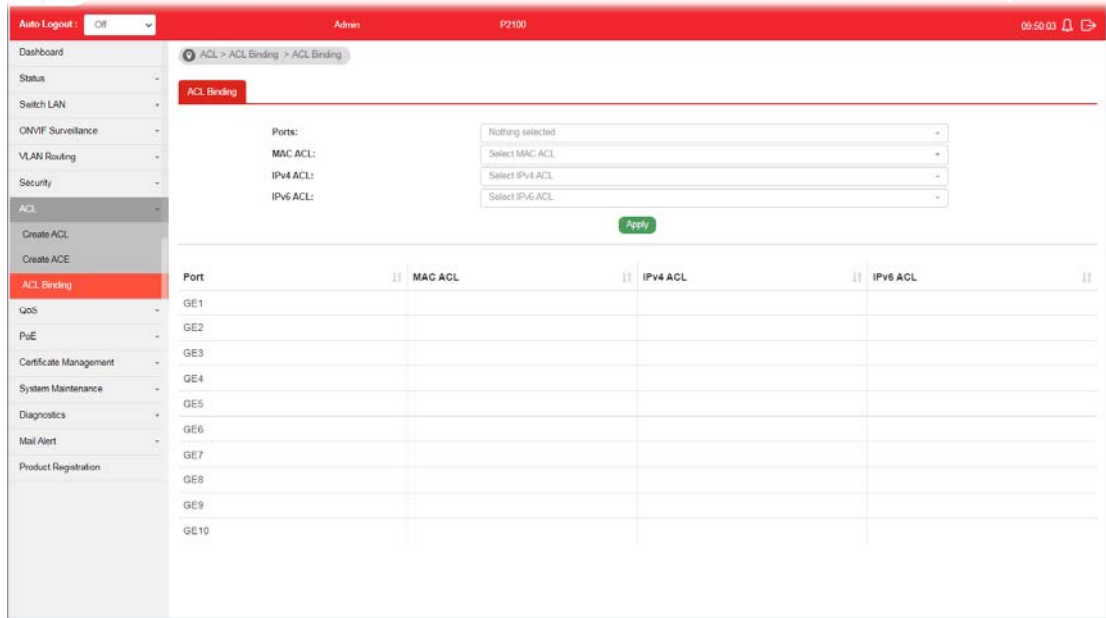 Auto Logout : Off Admin P2100 09:50:03
Dashboard
Status
Switch LAN
ONVIF Surveillance
VLAN Routing
Security
ACL
Create ACL
Create ACE
ACL Binding
QoS
PoE
Certificate Management
System Maintenance
Diagnostics
Mail Alert
Product Registration
ACL > ACL Binding > ACL Binding
ACL Binding
Ports: Nothing selected
MAC ACL: Select MAC ACL
IPv4 ACL: Select IPv4 ACL
IPv6 ACL: Select IPv6 ACL
Apply
Port MAC ACL IPv4 ACL IPv6 ACL
GE1
GE2
GE3
GE4
GE5
GE6
GE7
GE8
GE9
GE10